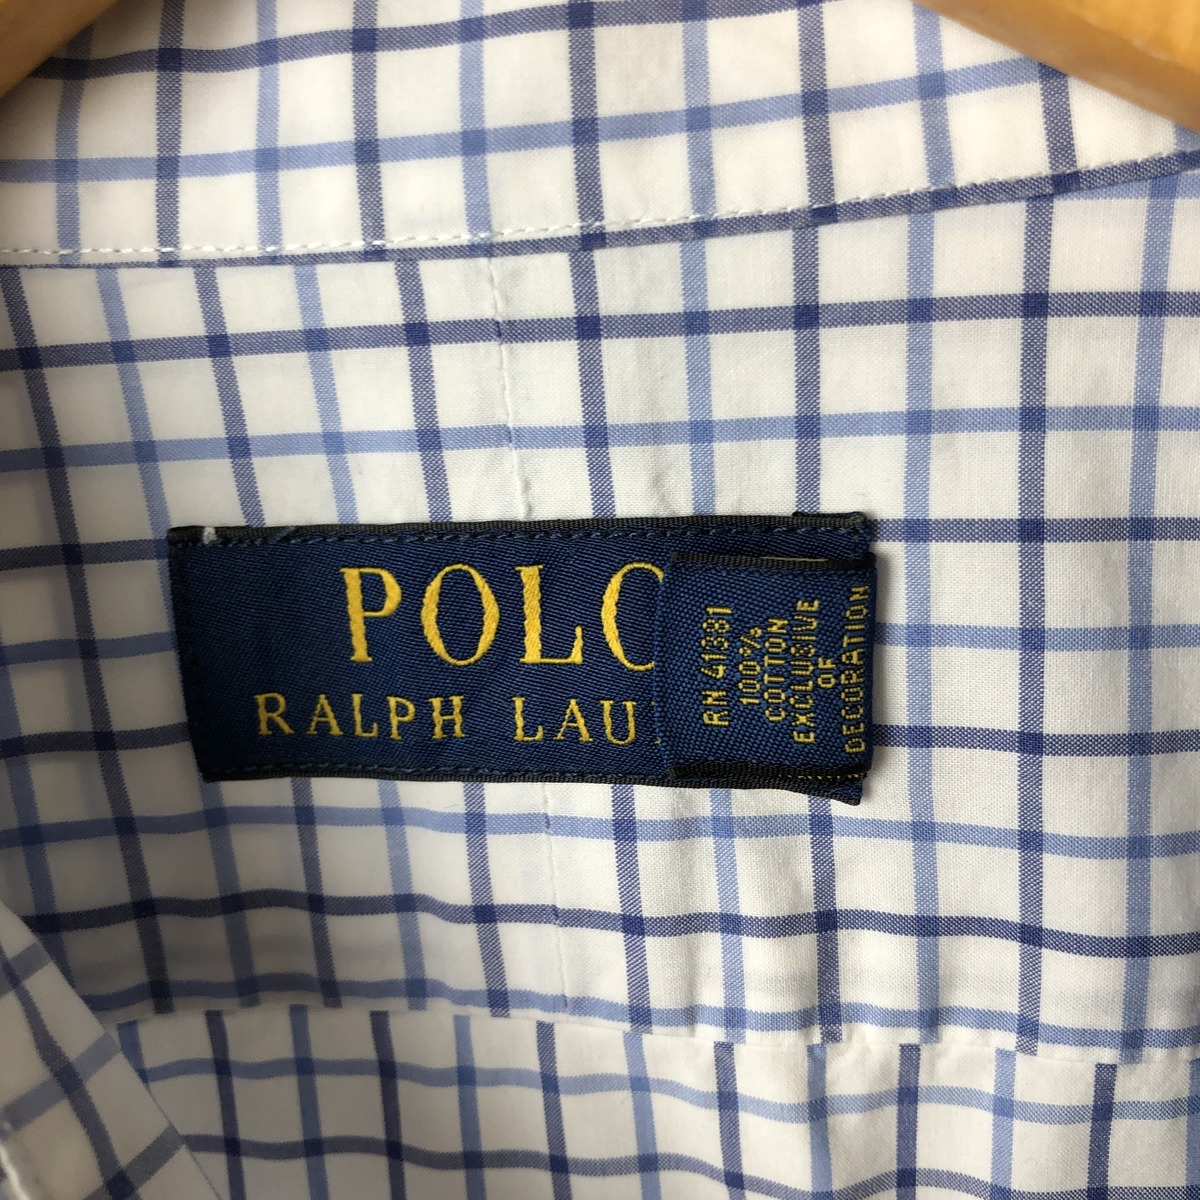 POLO
RALPH LAU
RN 41381
100%
COTTON
EXCLUSIVE
OF
DECORATION